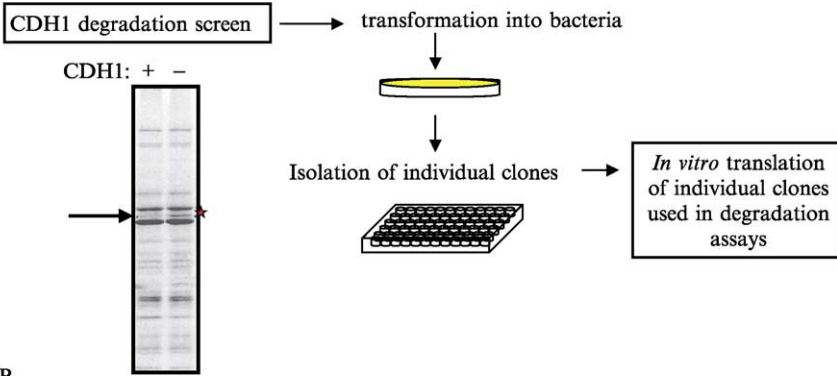 CDH1 degradation screen
transformation into bacteria
CDH1: + –
Isolation of individual clones
In vitro translation
of individual clones
used in degradation
assays